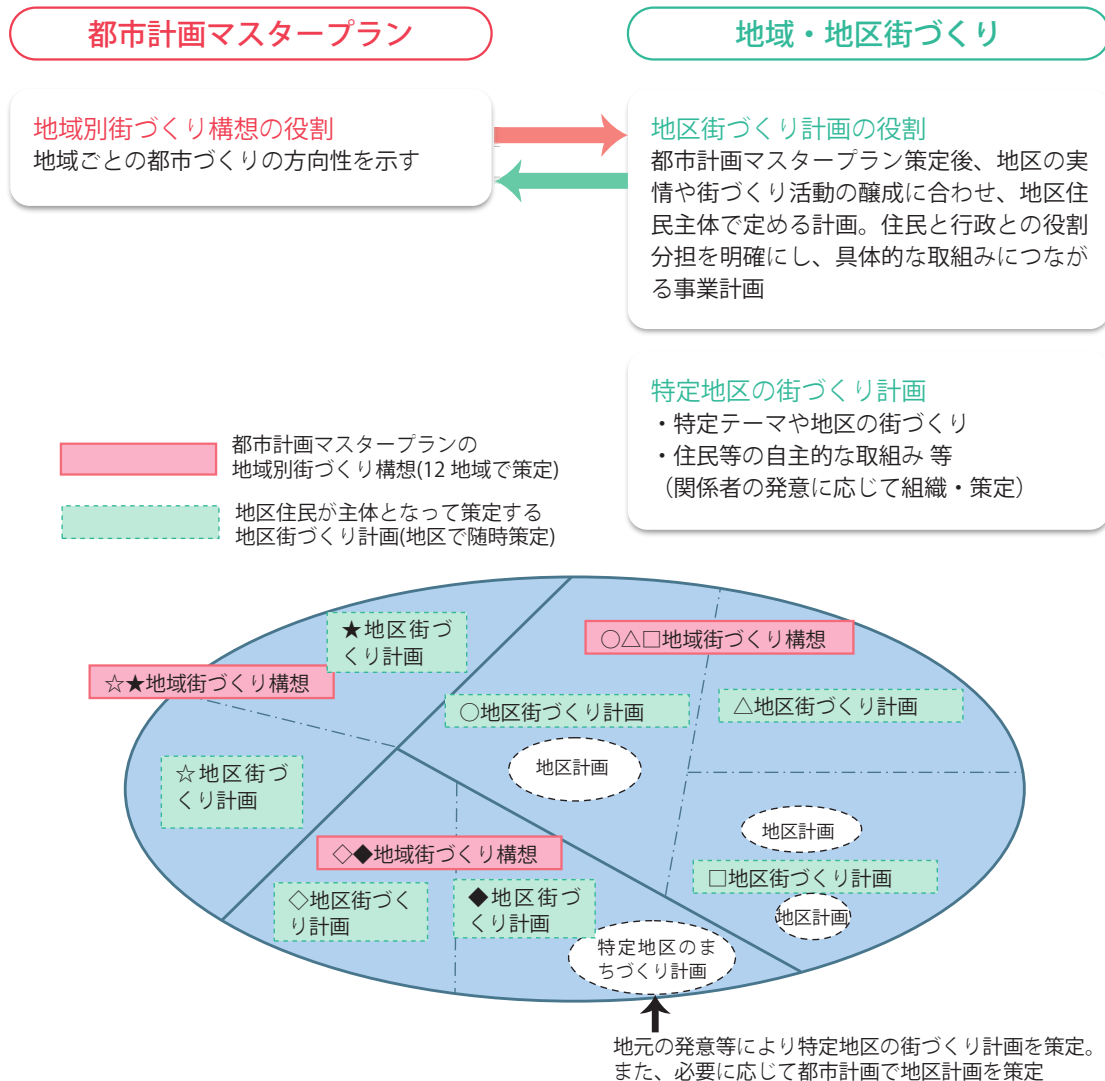 都市計画マスタープラン
地域・地区街づくり
地域別街づくり構想の役割
地域ごとの都市づくりの方向性を示す
地区街づくり計画の役割
都市計画マスタープラン策定後、地区の実
情や街づくり活動の醸成に合わせ、地区住
民主体で定める計画。住民と行政との役割
分担を明確にし、具体的な取組みにつなが
る事業計画
特定地区の街づくり計画
・特定テーマや地区の街づくり
・住民等の自主的な取組み 等
（関係者の発意に応じて組織・策定）
都市計画マスタープランの
地域別街づくり構想(12 地域で策定)
地区住民が主体となって策定する
地区街づくり計画(地区で随時策定)
★地区街づ
くり計画
○△□地域街づくり構想
☆★地域街づくり構想
○地区街づくり計画
△地区街づくり計画
地区計画
☆地区街づ
くり計画
地区計画
◇◆地域街づくり構想
□地区街づくり計画
◇地区街づく
り計画
◆地区街づ
くり計画
地区計画
特定地区のま
ちづくり計画
地元の発意等により特定地区の街づくり計画を策定。
また、必要に応じて都市計画で地区計画を策定